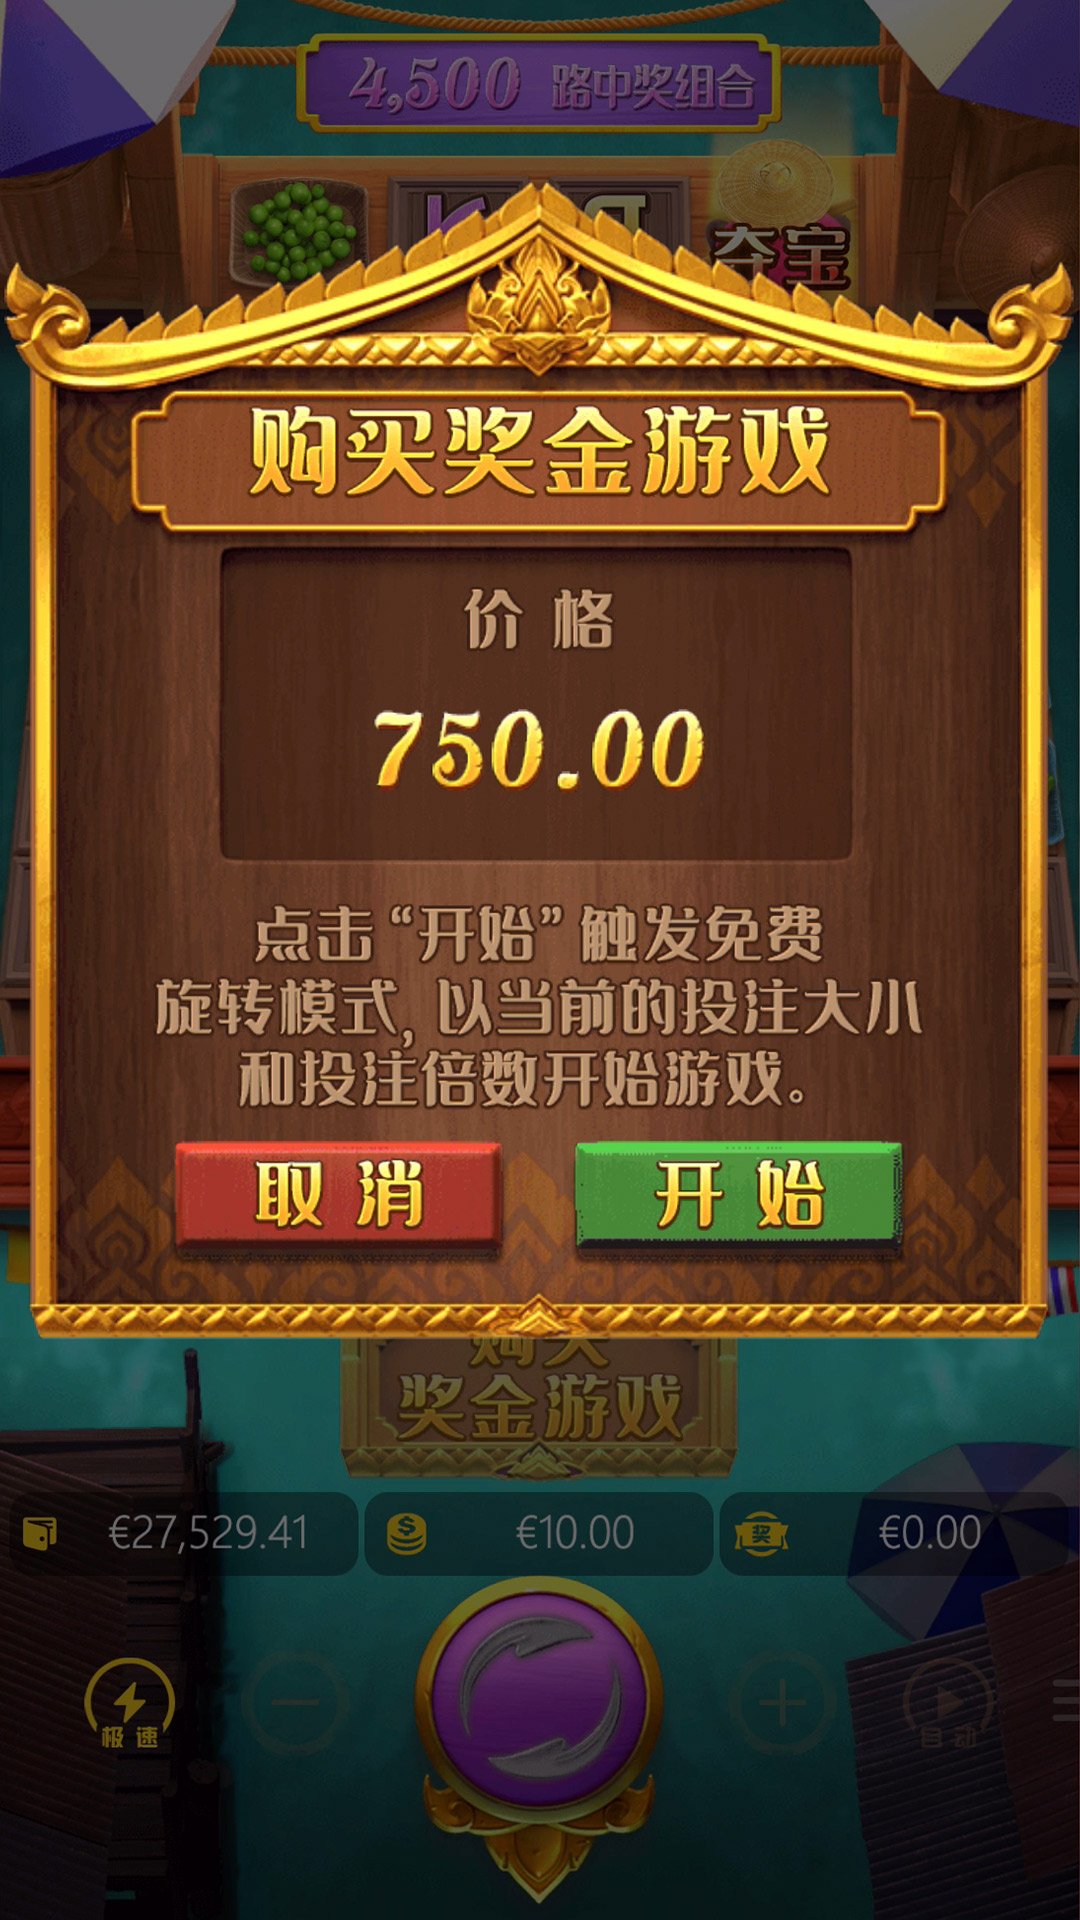 4,500 路中奖组合
夺宝
购买奖金游戏
价格
750.00
点击“开始”触发免费
旋转模式, 以当前的投注大小
和投注倍数开始游戏。
取消
开始
购买
奖金游戏
€27,529.41
€10.00
奖
€0.00
极速
自动